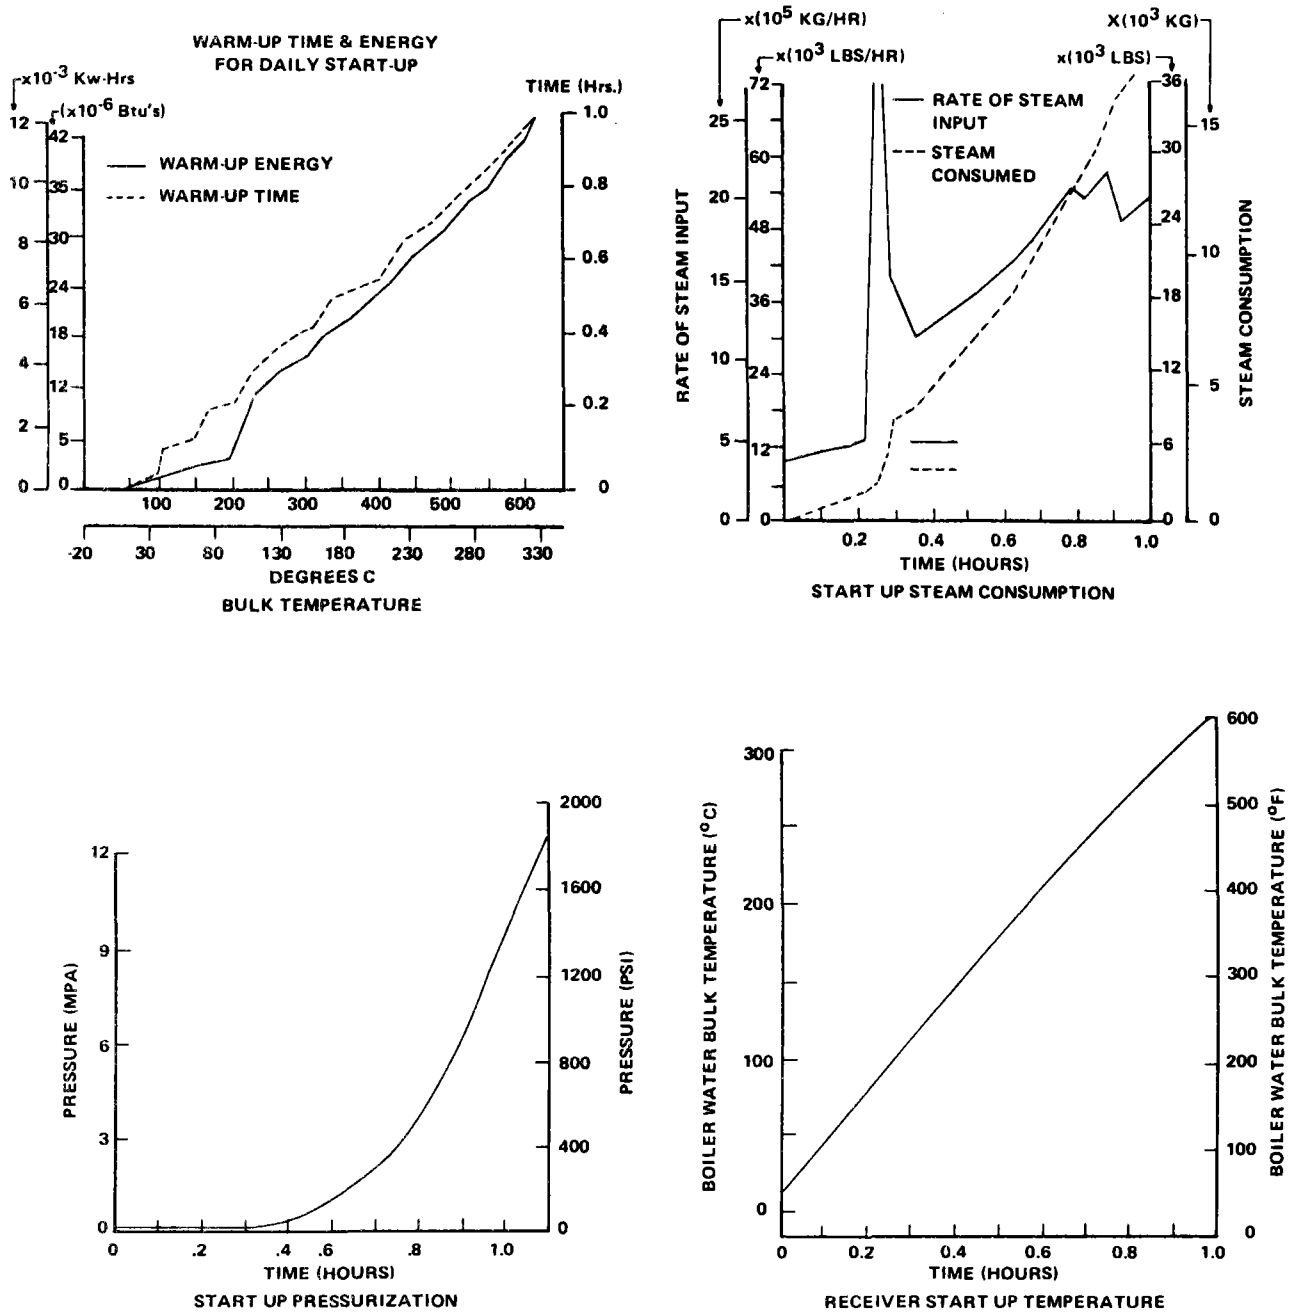 WARM-UP TIME & ENERGY
FOR DAILY START-UP
x10-3 Kw-Hrs
(x10-6 Btu's)
TIME (Hrs.)
WARM-UP ENERGY
WARM-UP TIME
12
10
8
6
4
2
0
42
35
30
24
18
12
5
0
1.0
0.8
0.6
0.4
0.2
0
100 200 300 400 500 600
-20 30 80 130 180 230 280 330
DEGREES C
BULK TEMPERATURE
x(10⁵ KG/HR)
x(10³ LBS/HR)
X(10³ KG)
x(10³ LBS)
RATE OF STEAM
INPUT
STEAM
CONSUMED
RATE OF STEAM INPUT
25
20
15
10
5
0
72
60
48
36
24
12
0
36
30
24
18
12
6
0
15
10
5
0
STEAM CONSUMPTION
0.2 0.4 0.6 0.8 1.0
TIME (HOURS)
START UP STEAM CONSUMPTION
PRESSURE (MPA)
12
9
6
3
0
2000
1600
1200
800
400
0
PRESSURE (PSI)
0 .2 .4 .6 .8 1.0
TIME (HOURS)
START UP PRESSURIZATION
BOILER WATER BULK TEMPERATURE (°C)
300
200
100
0
600
500
400
300
200
100
0
BOILER WATER BULK TEMPERATURE (°F)
0 0.2 0.4 0.6 0.8 1.0
TIME (HOURS)
RECEIVER START UP TEMPERATURE